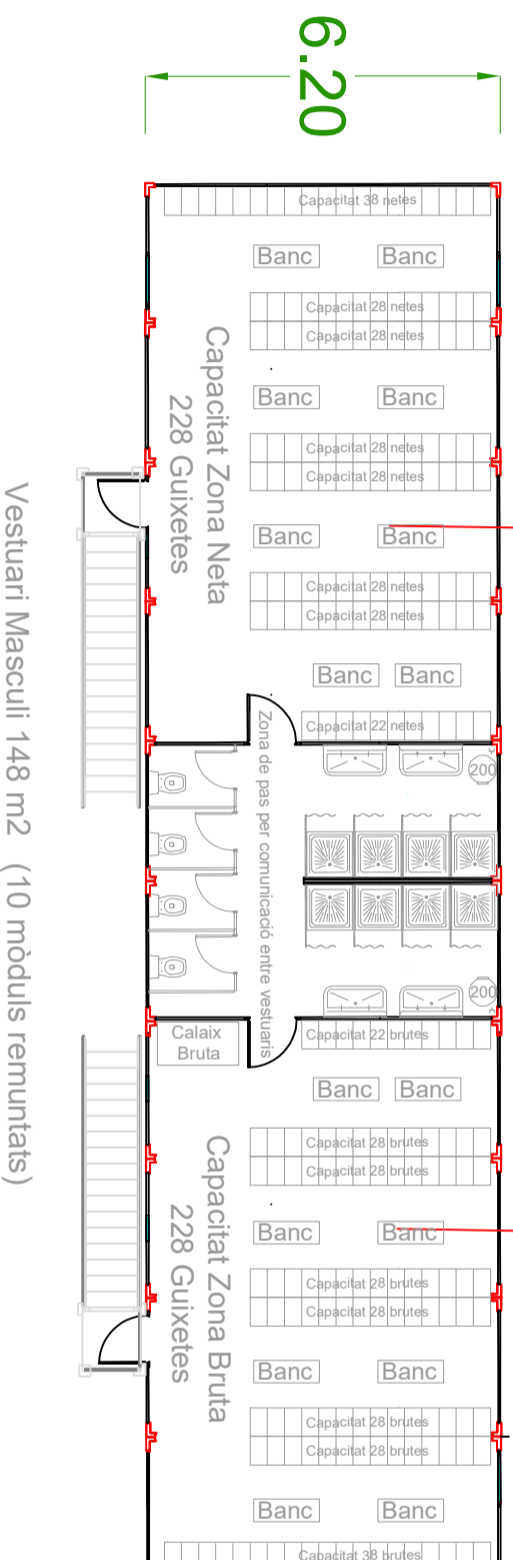 6.20
Capacitat 38 netes
Banc Banc
Capacitat 28 netes
Capacitat 28 netes
Banc Banc
Capacitat 28 netes
Capacitat 28 netes
Banc Banc
Capacitat 28 netes
Capacitat 28 netes
Banc Banc
Capacitat 22 netes
Capacitat Zona Neta
228 Guixetes
Zona de pas per comunicació entre vestuaris
200
200
Calaix
Bruta
Capacitat 22 brutes
Banc Banc
Capacitat 28 brutes
Capacitat 28 brutes
Banc Banc
Capacitat 28 brutes
Capacitat 28 brutes
Banc Banc
Capacitat 28 brutes
Capacitat 28 brutes
Banc Banc
Capacitat 38 brutes
Capacitat Zona Bruta
228 Guixetes
Vestuari Masculi 148 m2 (10 mòduls remuntats)